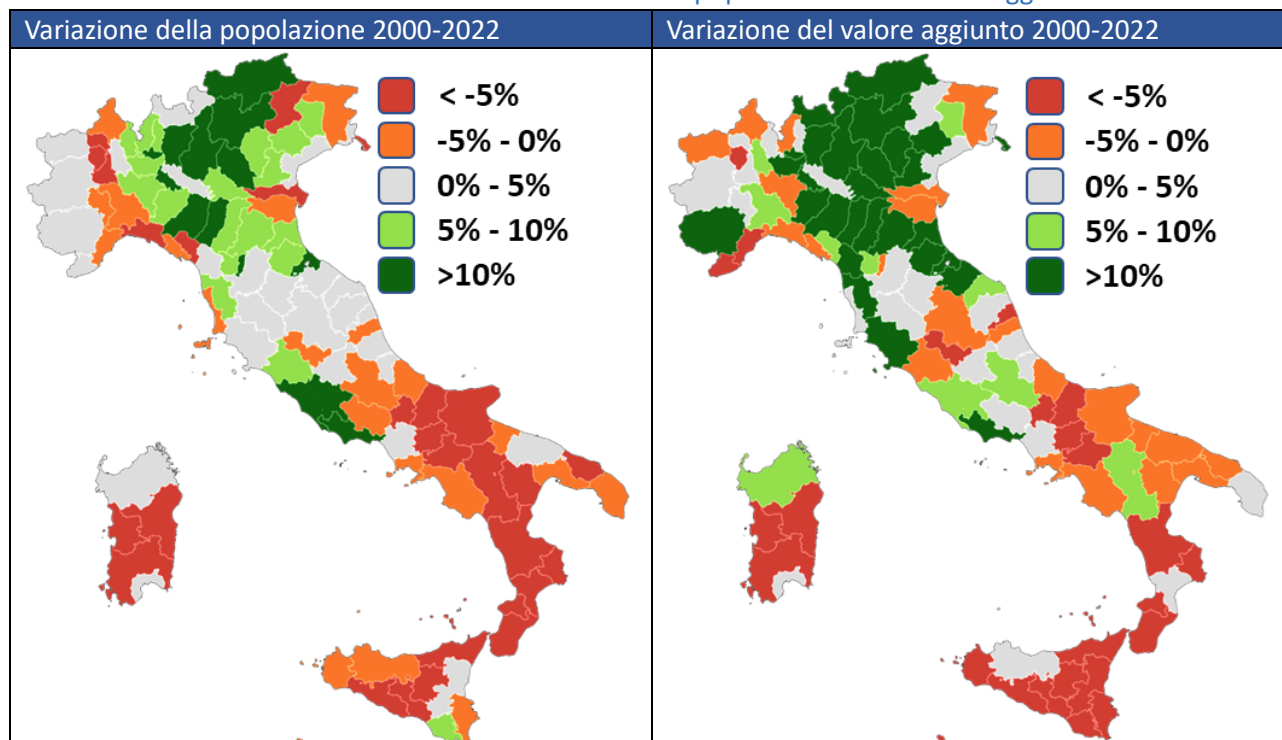 Variazione della popolazione 2000-2022
Variazione del valore aggiunto 2000-2022
< -5%
-5% - 0%
0% - 5%
5% - 10%
>10%
< -5%
-5% - 0%
0% - 5%
5% - 10%
>10%